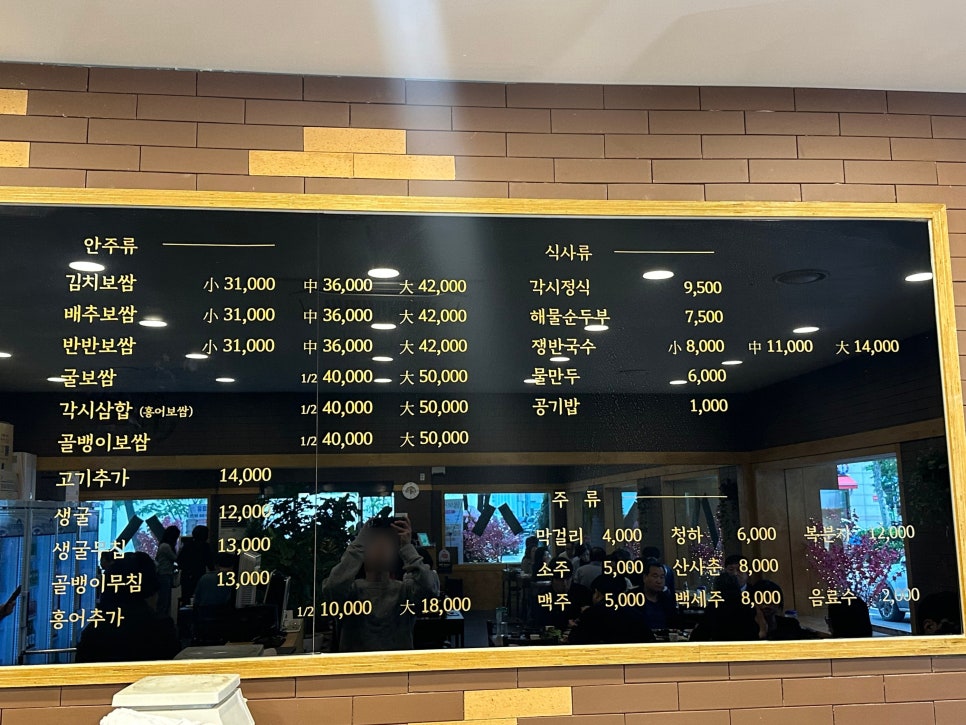 안주류
김치보쌈 小 31,000 中 36,000 大 42,000
배추보쌈 小 31,000 中 36,000 大 42,000
반반보쌈 小 31,000 中 36,000 大 42,000
굴보쌈 1/2 40,000 大 50,000
각시삼합 (홍어보쌈) 1/2 40,000 大 50,000
골뱅이보쌈 1/2 40,000 大 50,000
고기추가 14,000
생굴 12,000
생굴무침 13,000
골뱅이무침 13,000
홍어추가 1/2 10,000 大 18,000
식사류
각시정식 9,500
해물순두부 7,500
쟁반국수 小 8,000 中 11,000 大 14,000
물만두 6,000
공기밥 1,000
주 류
막걸리 4,000 청하 6,000 복분자 12,000
소주 5,000 산사춘 8,000
맥주 5,000 백세주 8,000 음료수 2,000